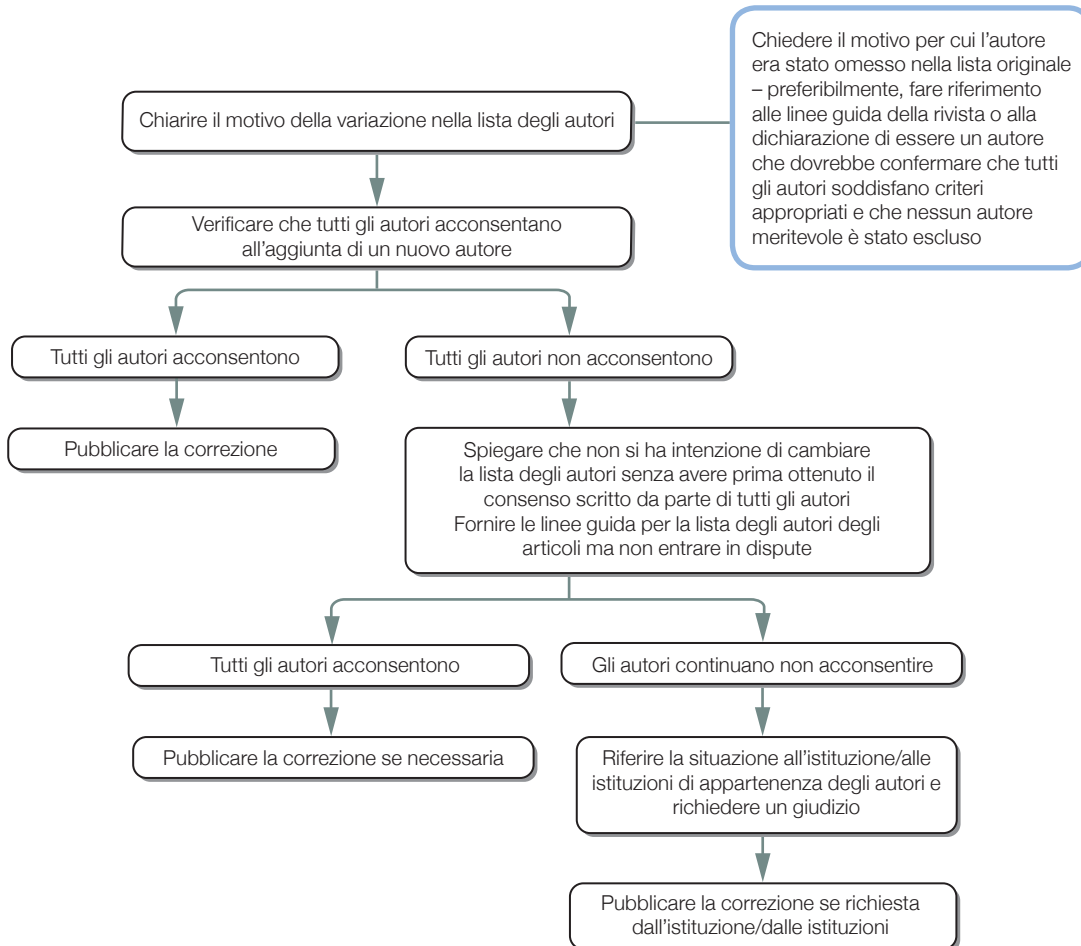 Chiedere il motivo per cui l'autore
era stato omesso nella lista originale
– preferibilmente, fare riferimento
alle linee guida della rivista o alla
dichiarazione di essere un autore
che dovrebbe confermare che tutti
gli autori soddisfano criteri
appropriati e che nessun autore
meritevole è stato escluso
Chiarire il motivo della variazione nella lista degli autori
Verificare che tutti gli autori acconsentano
all'aggiunta di un nuovo autore
Tutti gli autori acconsentono
Tutti gli autori non acconsentono
Pubblicare la correzione
Spiegare che non si ha intenzione di cambiare
la lista degli autori senza avere prima ottenuto il
consenso scritto da parte di tutti gli autori
Fornire le linee guida per la lista degli autori degli
articoli ma non entrare in dispute
Tutti gli autori acconsentono
Gli autori continuano non acconsentire
Pubblicare la correzione se necessaria
Riferire la situazione all'istituzione/alle
istituzioni di appartenenza degli autori e
richiedere un giudizio
Pubblicare la correzione se richiesta
dall'istituzione/dalle istituzioni